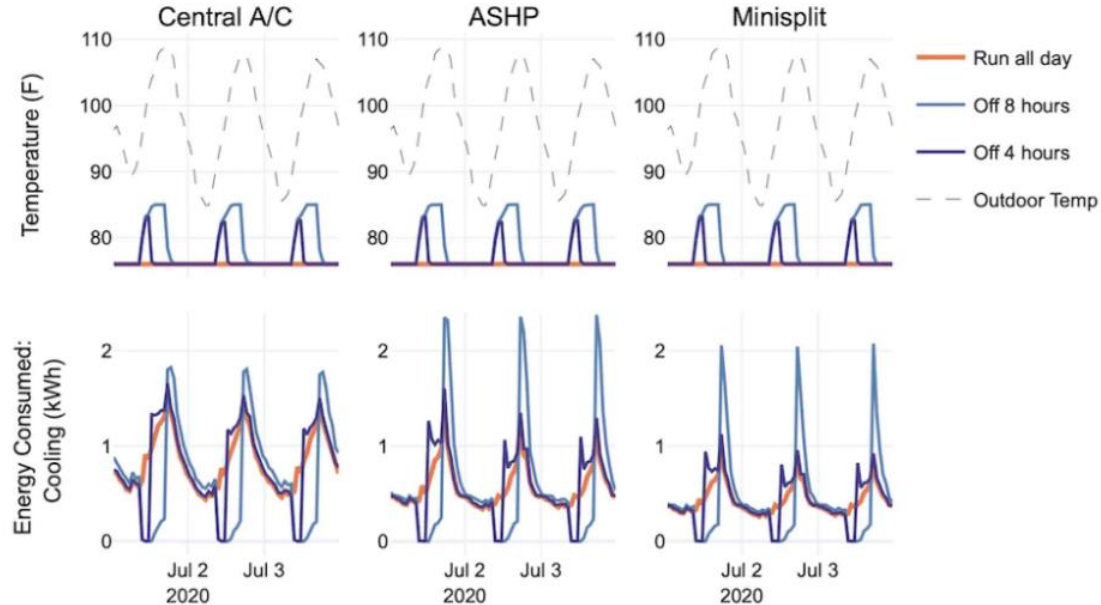 Central A/C
ASHP
Minisplit
Temperature (F)
110
100
90
80
110
100
90
80
110
100
90
80
Run all day
Off 8 hours
Off 4 hours
Outdoor Temp
Energy Consumed:
Cooling (kWh)
2
1
0
2
1
0
2
1
0
Jul 2
2020
Jul 3
Jul 2
2020
Jul 3
Jul 2
2020
Jul 3